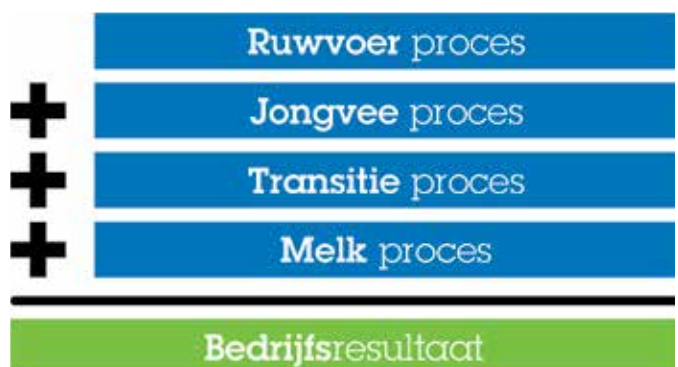 Ruwvoer proces
+ Jongvee proces
+ Transitie proces
+ Melk proces
Bedrijfsresultaat